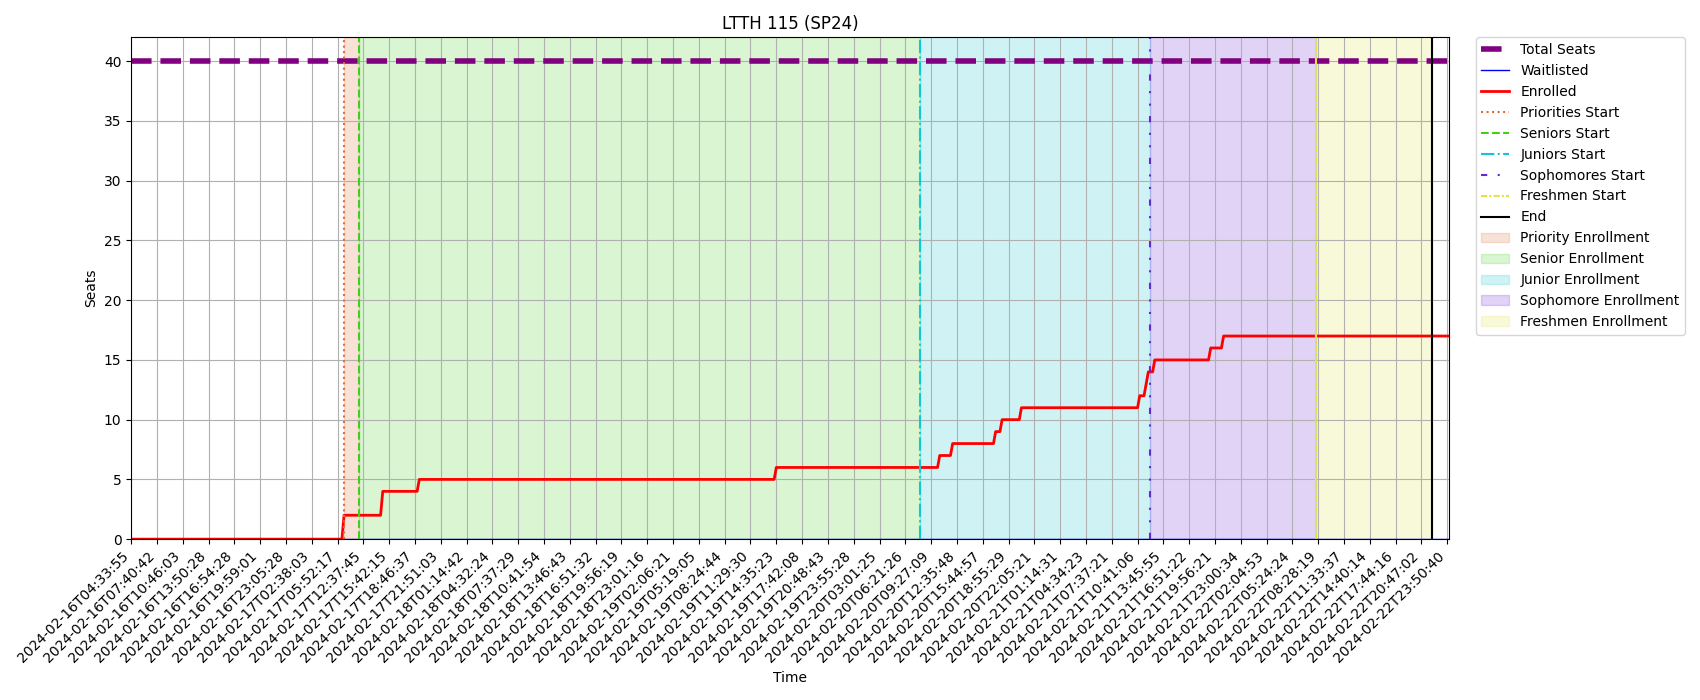 LTTH 115 (SP24)
Seats
40
35
30
25
20
15
10
5
0
2024-02-16T04:33:55
2024-02-16T07:40:42
2024-02-16T10:46:03
2024-02-16T13:50:28
2024-02-16T16:54:28
2024-02-16T19:59:01
2024-02-16T23:05:28
2024-02-17T02:38:03
2024-02-17T05:52:17
2024-02-17T12:37:45
2024-02-17T15:42:15
2024-02-17T18:46:37
2024-02-17T21:51:03
2024-02-18T01:14:42
2024-02-18T04:32:24
2024-02-18T07:37:29
2024-02-18T10:41:54
2024-02-18T13:46:43
2024-02-18T16:51:32
2024-02-18T19:56:19
2024-02-18T23:01:16
2024-02-19T02:06:21
2024-02-19T05:19:05
2024-02-19T08:24:44
2024-02-19T11:29:30
2024-02-19T14:35:23
2024-02-19T17:42:08
2024-02-19T20:48:43
2024-02-19T23:55:28
2024-02-20T03:01:25
2024-02-20T06:21:26
2024-02-20T09:27:09
2024-02-20T12:35:48
2024-02-20T15:44:57
2024-02-20T18:55:29
2024-02-20T22:05:21
2024-02-21T01:14:31
2024-02-21T04:34:23
2024-02-21T07:37:21
2024-02-21T10:41:06
2024-02-21T13:45:55
2024-02-21T16:51:22
2024-02-21T19:56:21
2024-02-21T23:00:34
2024-02-22T02:04:53
2024-02-22T05:24:24
2024-02-22T08:28:19
2024-02-22T11:33:37
2024-02-22T14:40:14
2024-02-22T17:44:16
2024-02-22T20:47:02
2024-02-22T23:50:40
Time
Total Seats
Waitlisted
Enrolled
Priorities Start
Seniors Start
Juniors Start
Sophomores Start
Freshmen Start
End
Priority Enrollment
Senior Enrollment
Junior Enrollment
Sophomore Enrollment
Freshmen Enrollment